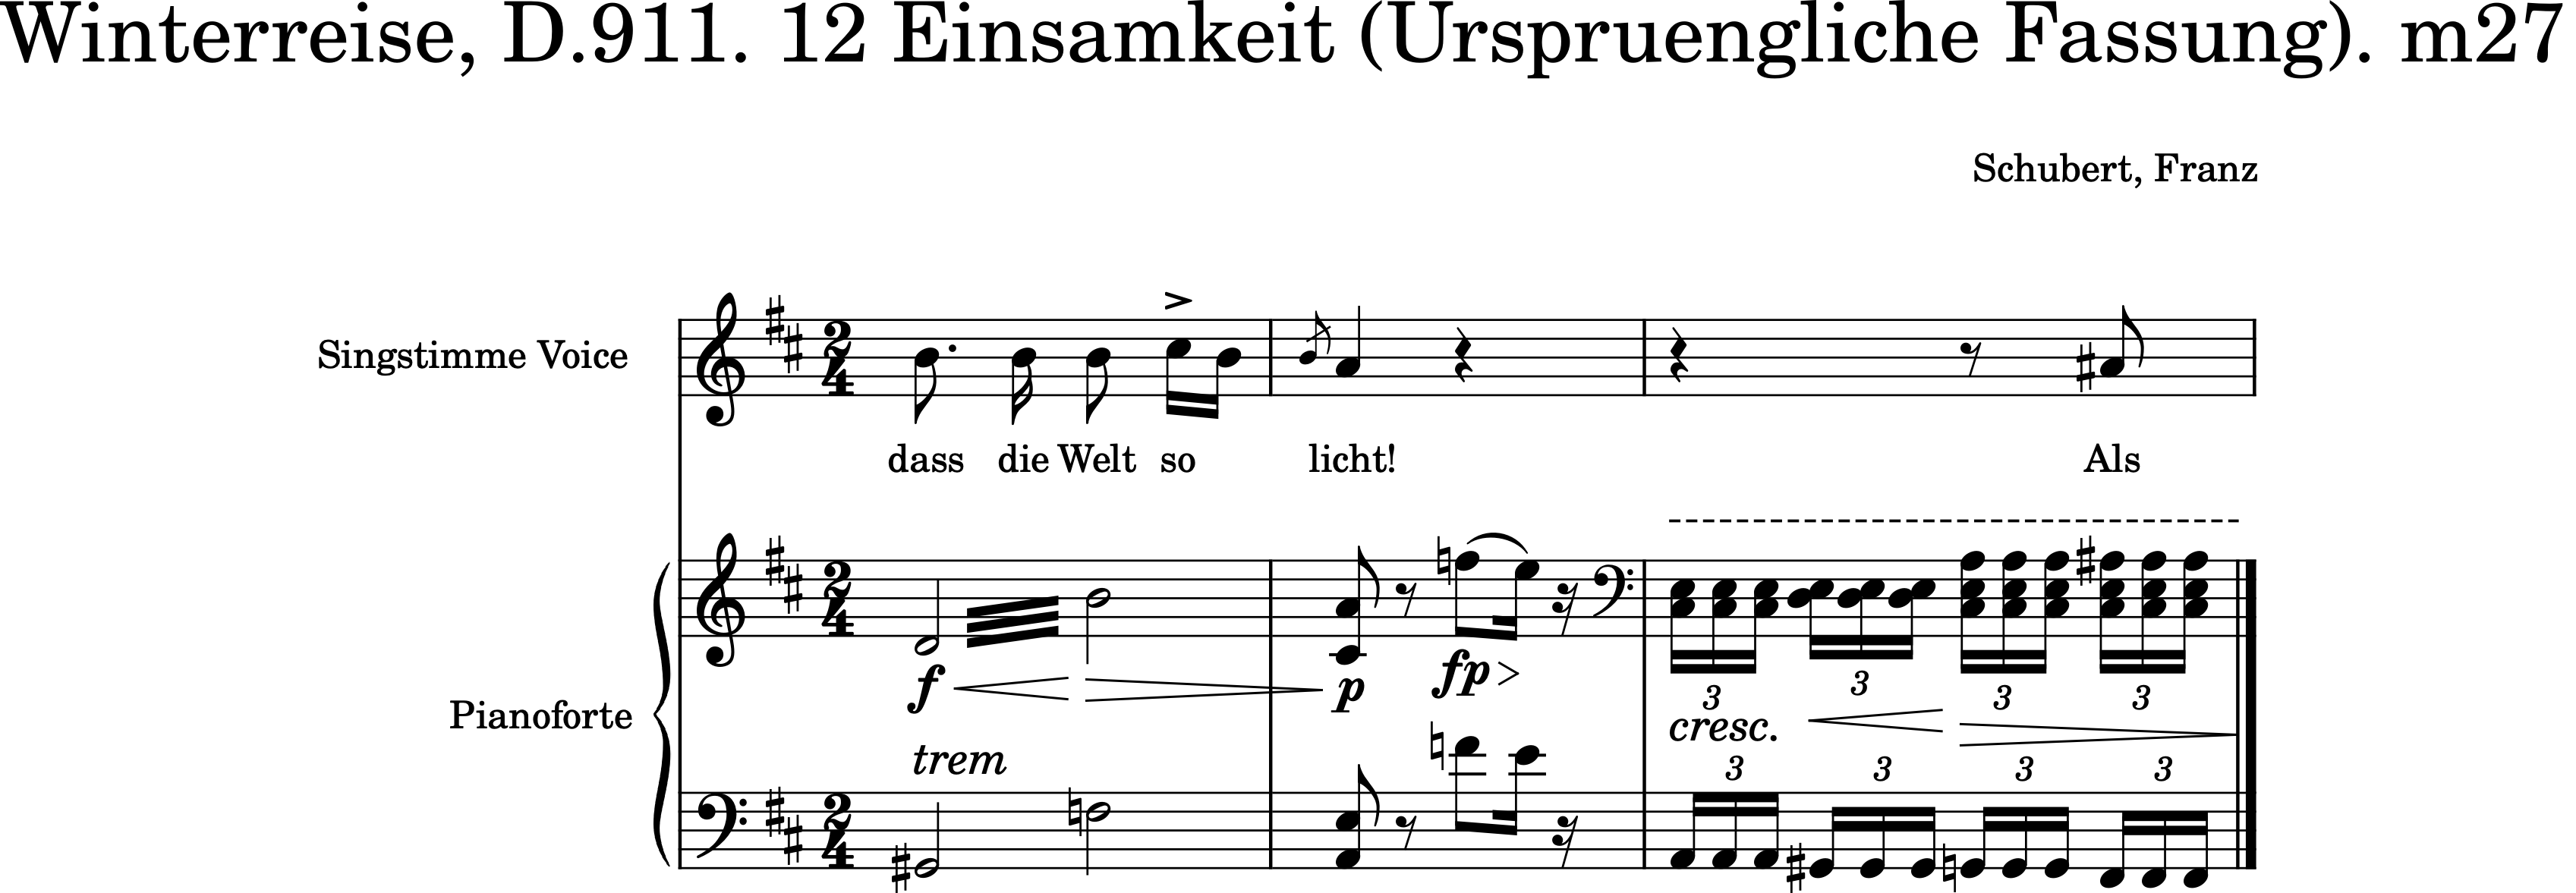 Winterreise, D.911. 12 Einsamkeit (Urspruengliche Fassung). m27
Schubert, Franz
Singstimme Voice
dass die Welt so licht! Als
Pianoforte
f p fp
3 3 3 3
cresc.
trem
3 3 3 3